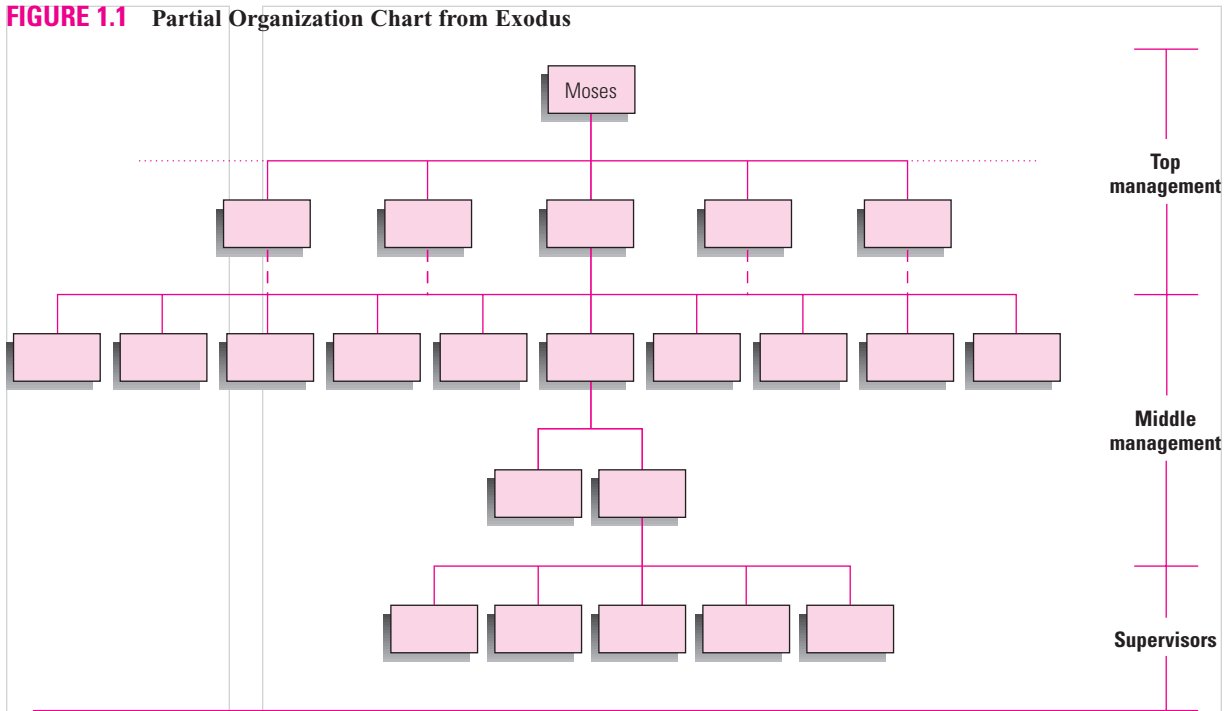 FIGURE 1.1 Partial Organization Chart from Exodus
Moses
Top
management
Middle
management
Supervisors